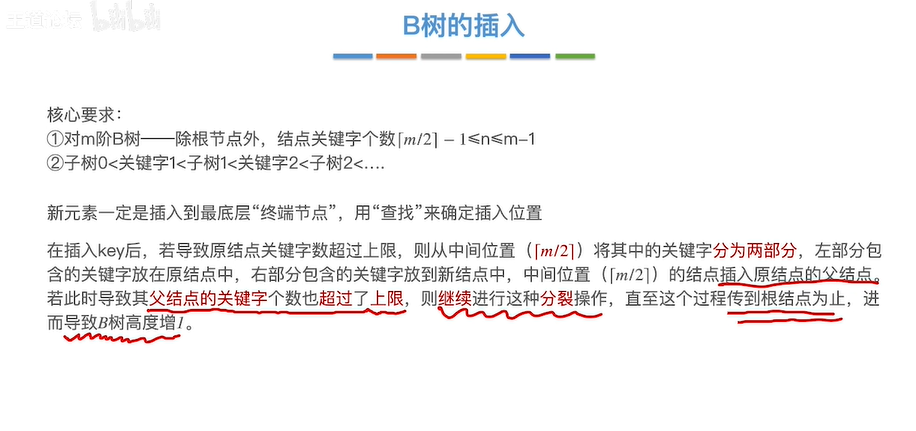 王道论坛 bilibili
B树的插入
核心要求：
①对m阶B树——除根节点外，结点关键字个数⌈m/2⌉ − 1≤n≤m−1
②子树0<关键字1<子树1<关键字2<子树2<....
新元素一定是插入到最底层“终端节点”，用“查找”来确定插入位置
在插入key后，若导致原结点关键字数超过上限，则从中间位置（⌈m/2⌉）将其中的关键字分为两部分，左部分包
含的关键字放在原结点中，右部分包含的关键字放到新结点中，中间位置（⌈m/2⌉）的结点插入原结点的父结点。
若此时导致其父结点的关键字个数也超过了上限，则继续进行这种分裂操作，直至这个过程传到根结点为止，进
而导致B树高度增1。